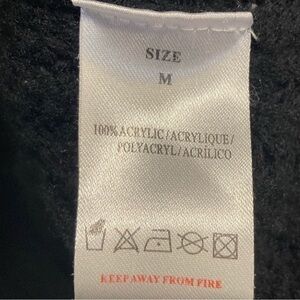 SIZE
M
100% ACRYLIC/ACRYLIQUE/
POLYACRYL/ACRÍLICO
KEEP AWAY FROM FIRE